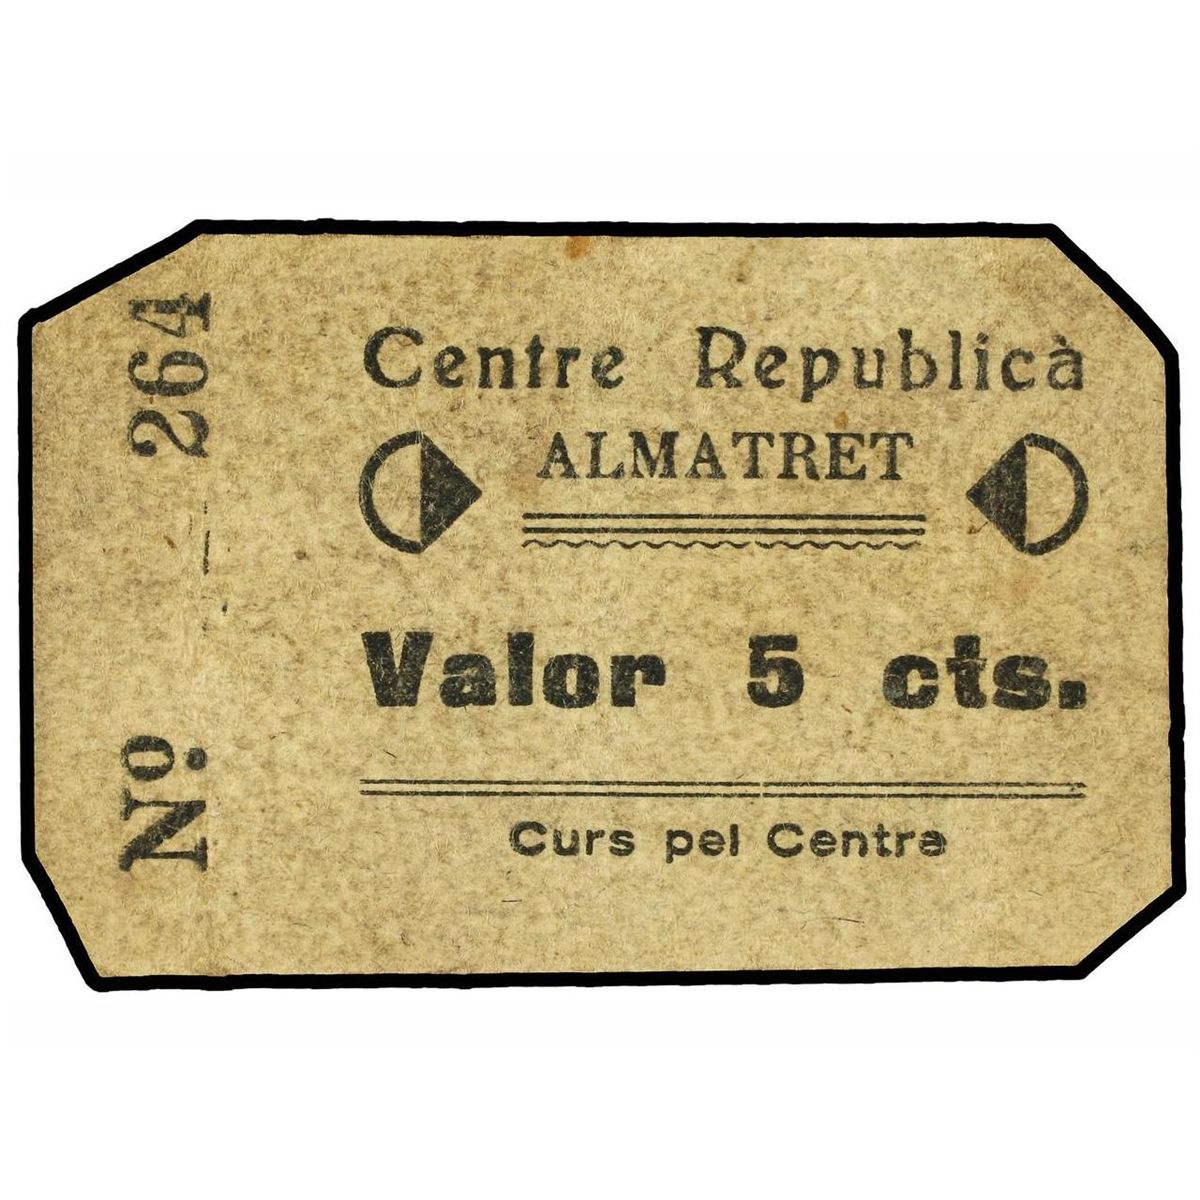 Nº 264
Centre Republicà
ALMATRET
Valor 5 cts.
Curs pel Centre